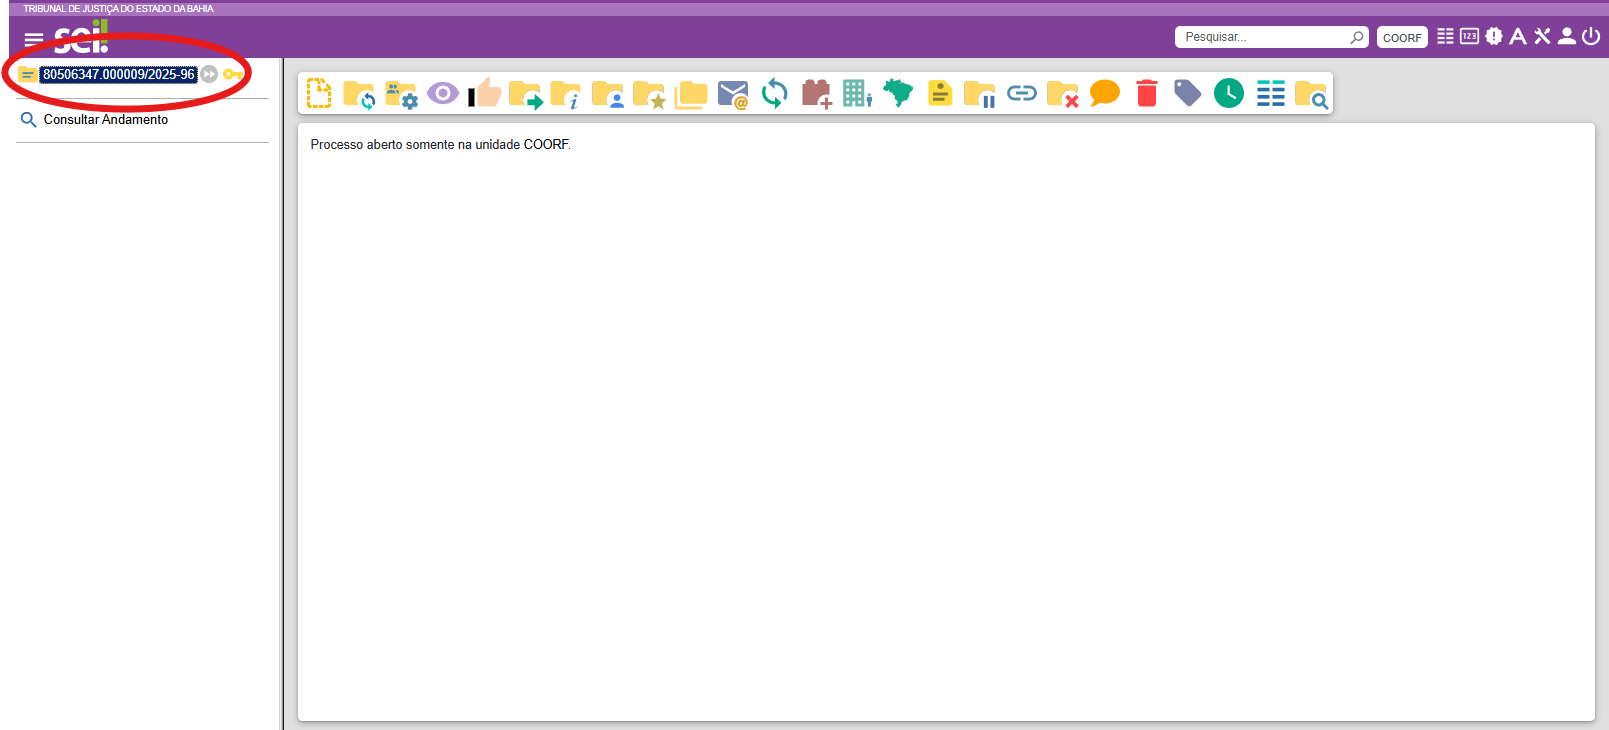 TRIBUNAL DE JUSTIÇA DO ESTADO DA BAHIA
sei!
Pesquisar...
COORF
123
80506347.000009/2025-96
Consultar Andamento
Processo aberto somente na unidade COORF.